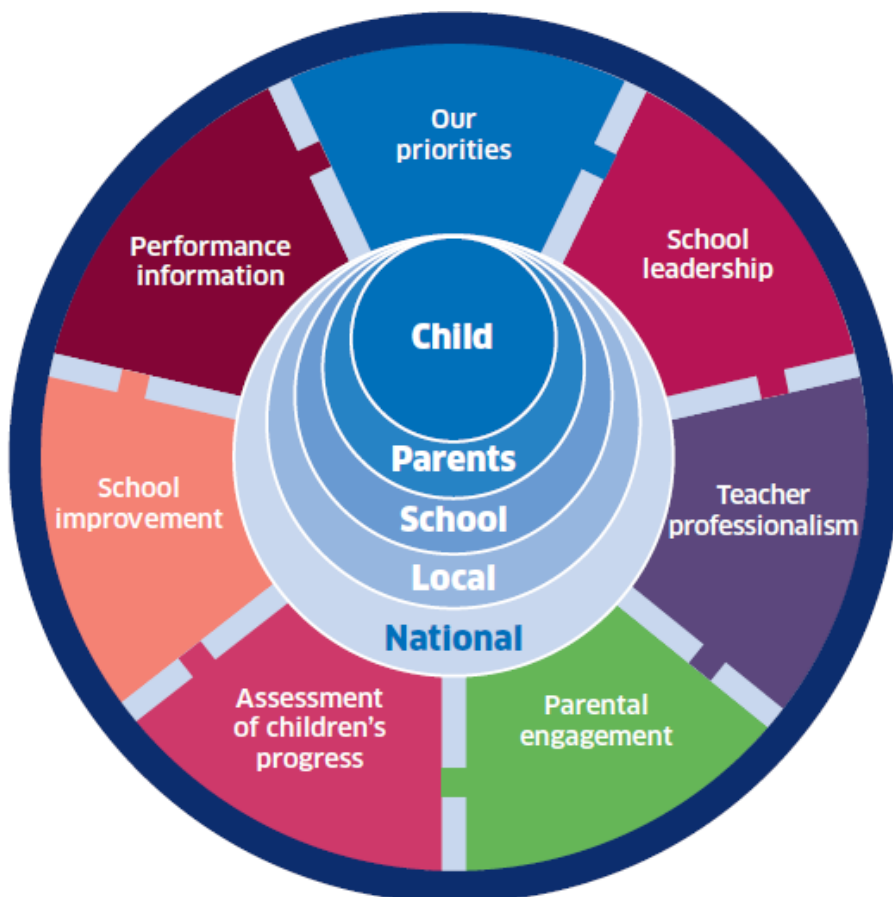 Our
priorities
School
leadership
Teacher
professionalism
Parental
engagement
Assessment
of children's
progress
School
improvement
Performance
information
Child
Parents
School
Local
National